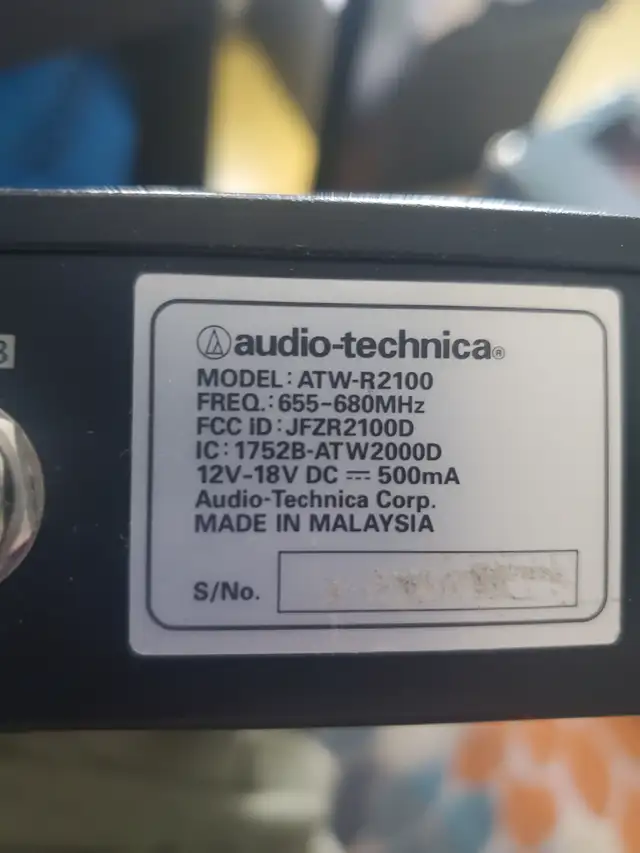 audio-technica®
MODEL: ATW-R2100
FREQ.: 655-680MHz
FCC iD: JFZR2100D
IC: 1752B-ATW2000D
12V-18V DC ⎓ 500mA
Audio-Technica Corp.
MADE IN MALAYSIA
S/No.